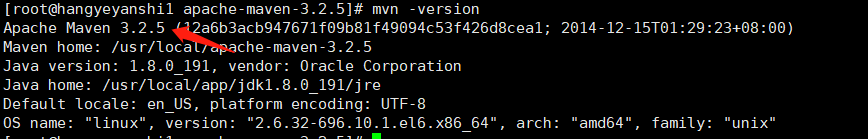 [root@hangyeyanshi1 apache-maven-3.2.5]# mvn -version
Apache Maven 3.2.5 (12a6b3acb947671f09b81f49094c53f426d8cea1; 2014-12-15T01:29:23+08:00)
Maven home: /usr/local/apache-maven-3.2.5
Java version: 1.8.0_191, vendor: Oracle Corporation
Java home: /usr/local/app/jdk1.8.0_191/jre
Default locale: en_US, platform encoding: UTF-8
OS name: "linux", version: "2.6.32-696.10.1.el6.x86_64", arch: "amd64", family: "unix"
[root@hangyeyanshi1 apache-maven-3.2.5]#